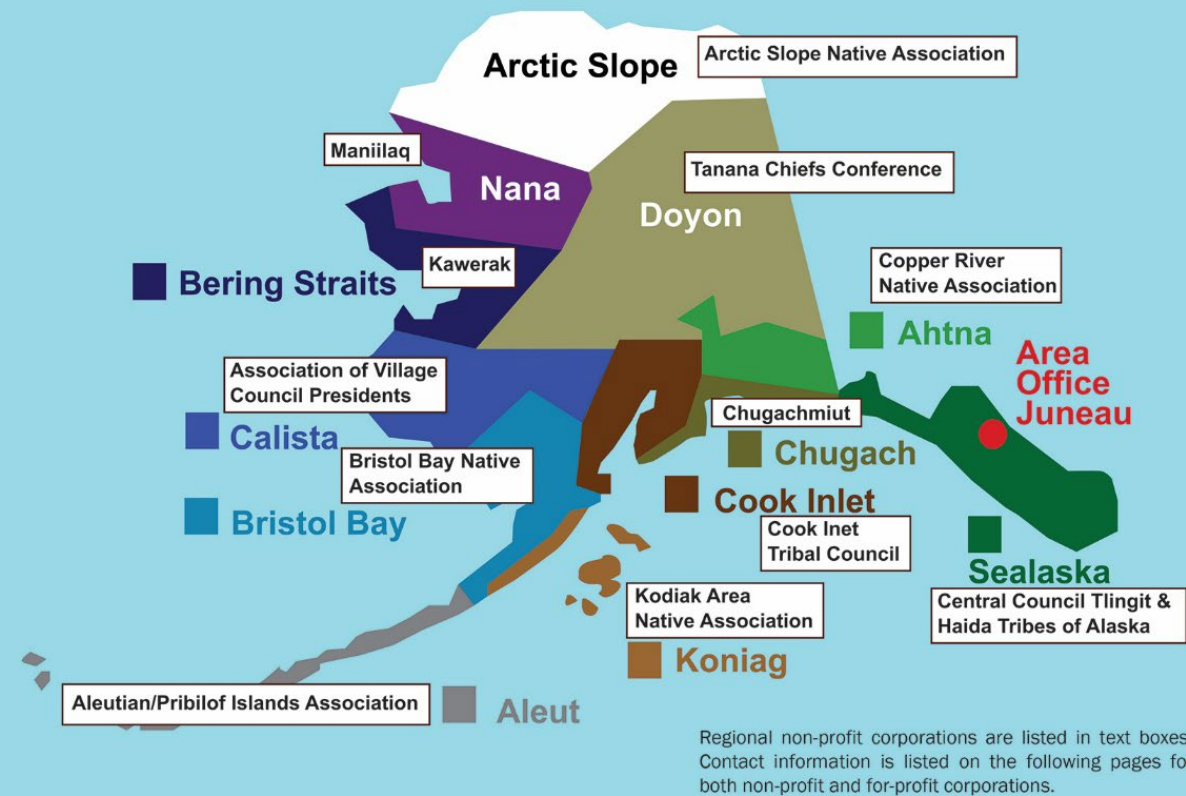 Arctic Slope
Arctic Slope Native Association
Maniilaq
Nana
Tanana Chiefs Conference
Doyon
Kawerak
Bering Straits
Copper River
Native Association
Ahtna
Area
Office
Juneau
Association of Village
Council Presidents
Calista
Chugachmiut
Chugach
Bristol Bay Native
Association
Bristol Bay
Cook Inlet
Cook Inet
Tribal Council
Sealaska
Central Council Tlingit &
Haida Tribes of Alaska
Kodiak Area
Native Association
Koniag
Aleutian/Pribilof Islands Association
Aleut
Regional non-profit corporations are listed in text boxes
Contact information is listed on the following pages fo
both non-profit and for-profit corporations.